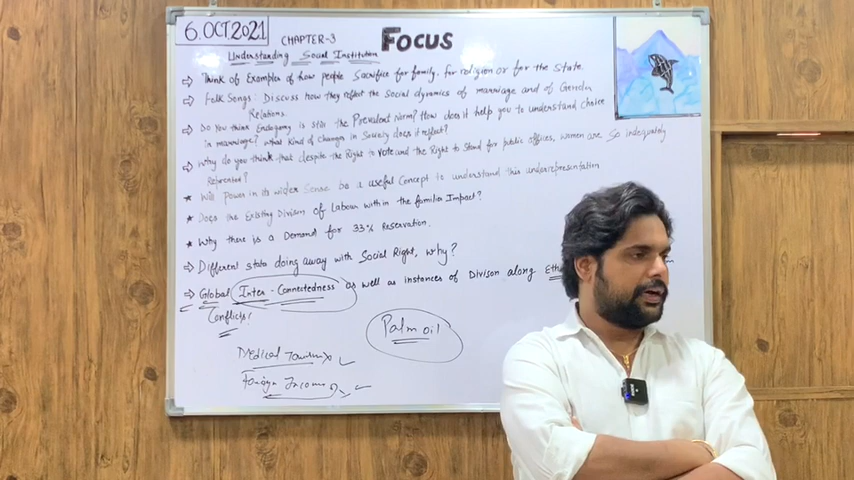 6.OCT.2021
CHAPTER-3
FOCUS
Understanding Social Institution
⇒ Think of Examples of how people Sacrifice for family, for religion or for the State.
⇒ Folk Songs: Discuss how they reflect the Social dynamics of marriage and of Gender
Relations.
⇒ Do you think Endogamy is still the Prevalent norm? How does it help you to understand choice
in marriage? what Kind of changes in Society does it reflect?
⇒ Why do you think that despite the Right to vote and the Right to Stand for public offices, women are so inadequately
Represented?
★ Will power in its wider Sense be a useful Concept to understand this underrepresentation
★ Does the Existing Division of Labour within the families Impact?
★ Why there is a Demand for 33% Reservation.
⇒ Different state doing away with Social Right, why?
⇒ Global Inter-Connectedness as well as instances of Divison along Eth
Conflicts!
Palm oil
Medical Tourism
Foreign Income